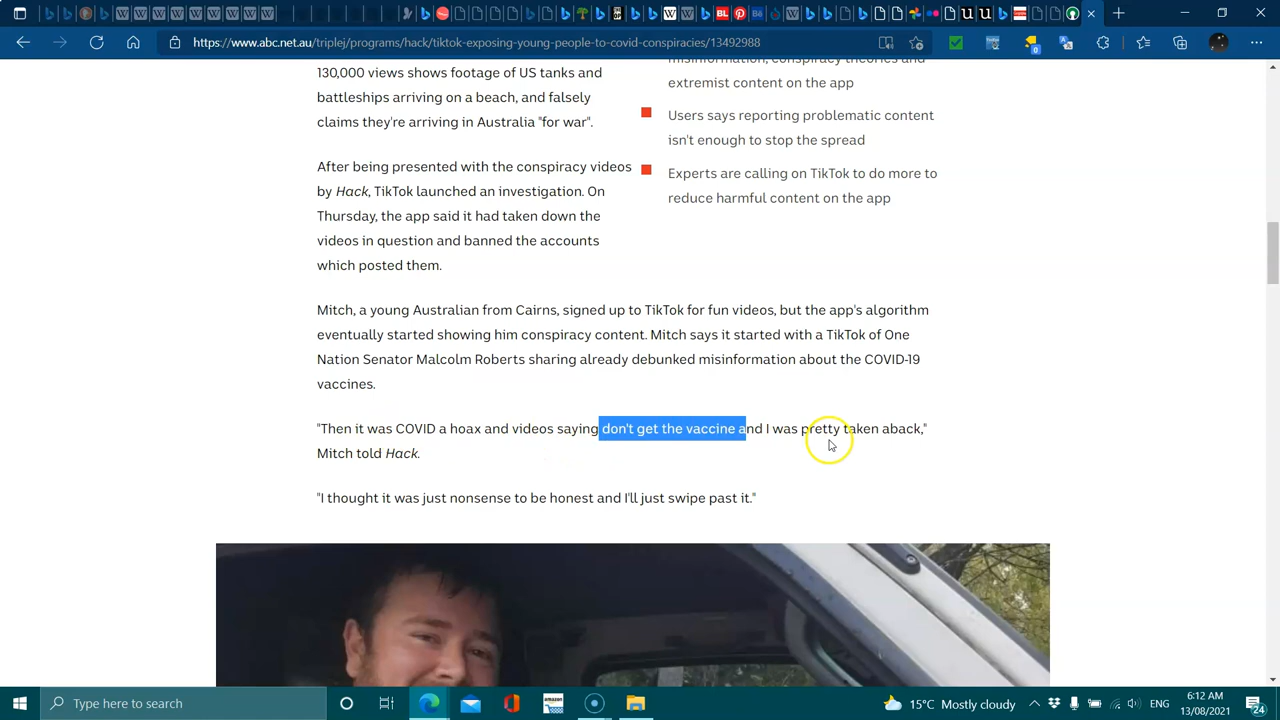 https://www.abc.net.au/triplej/programs/hack/tiktok-exposing-young-people-to-covid-conspiracies/13492988
130,000 views shows footage of US tanks and
battleships arriving on a beach, and falsely
claims they're arriving in Australia "for war".
After being presented with the conspiracy videos
by Hack, TikTok launched an investigation. On
Thursday, the app said it had taken down the
videos in question and banned the accounts
which posted them.
misinformation, conspiracy theories and
extremist content on the app
Users says reporting problematic content
isn't enough to stop the spread
Experts are calling on TikTok to do more to
reduce harmful content on the app
Mitch, a young Australian from Cairns, signed up to TikTok for fun videos, but the app's algorithm
eventually started showing him conspiracy content. Mitch says it started with a TikTok of One
Nation Senator Malcolm Roberts sharing already debunked misinformation about the COVID-19
vaccines.
"Then it was COVID a hoax and videos saying don't get the vaccine and I was pretty taken aback,"
Mitch told Hack.
"I thought it was just nonsense to be honest and I'll just swipe past it."
Type here to search
15°C Mostly cloudy
ENG
6:12 AM
13/08/2021
24